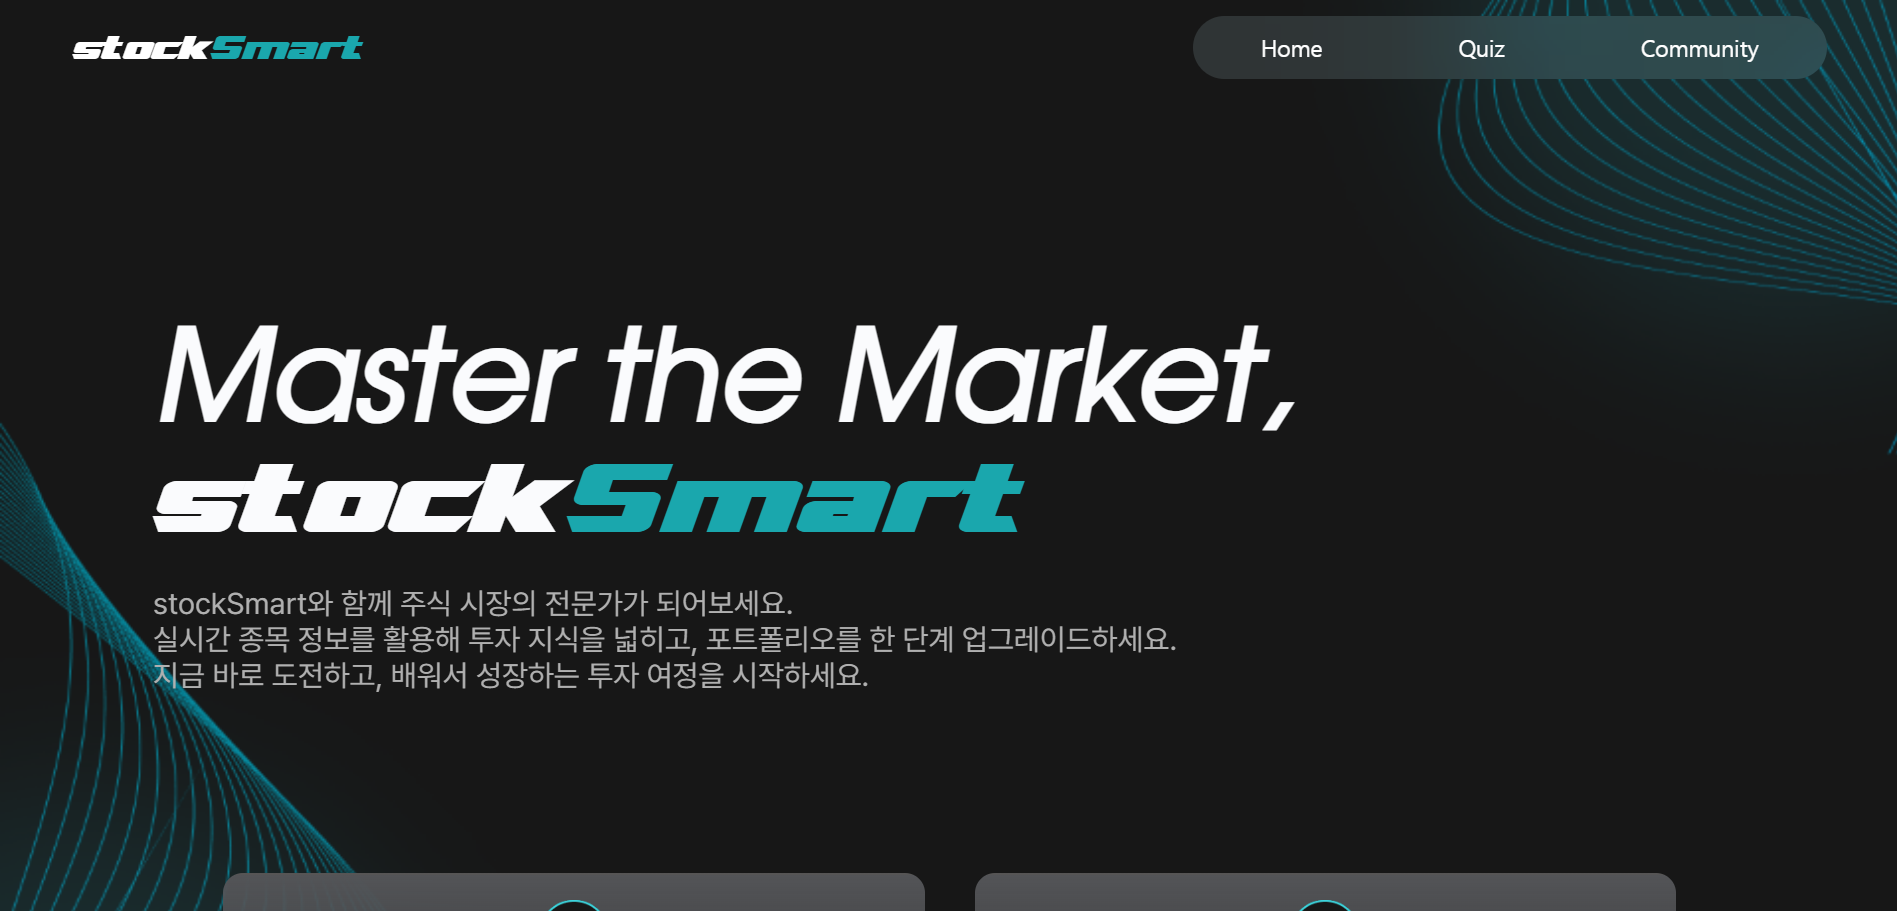 stockSmart
Home
Quiz
Community
Master the Market,
stockSmart
stockSmart와 함께 주식 시장의 전문가가 되어보세요.
실시간 종목 정보를 활용해 투자 지식을 넓히고, 포트폴리오를 한 단계 업그레이드하세요.
지금 바로 도전하고, 배워서 성장하는 투자 여정을 시작하세요.